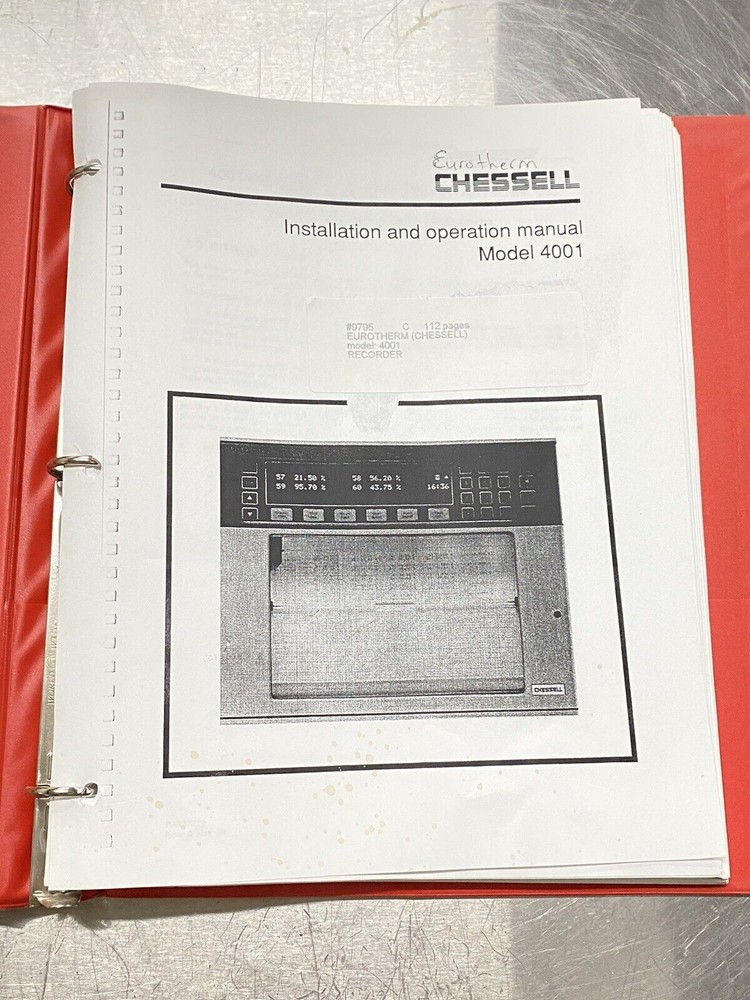 Eurotherm
CHESSELL
Installation and operation manual
Model 4001
#9795 C 112 pages
EUROTHERM (CHESSELL)
model: 4001
RECORDER
57 21.50 % 58 56.20 %
59 95.70 % 60 43.75 % 16:36
CHESSELL